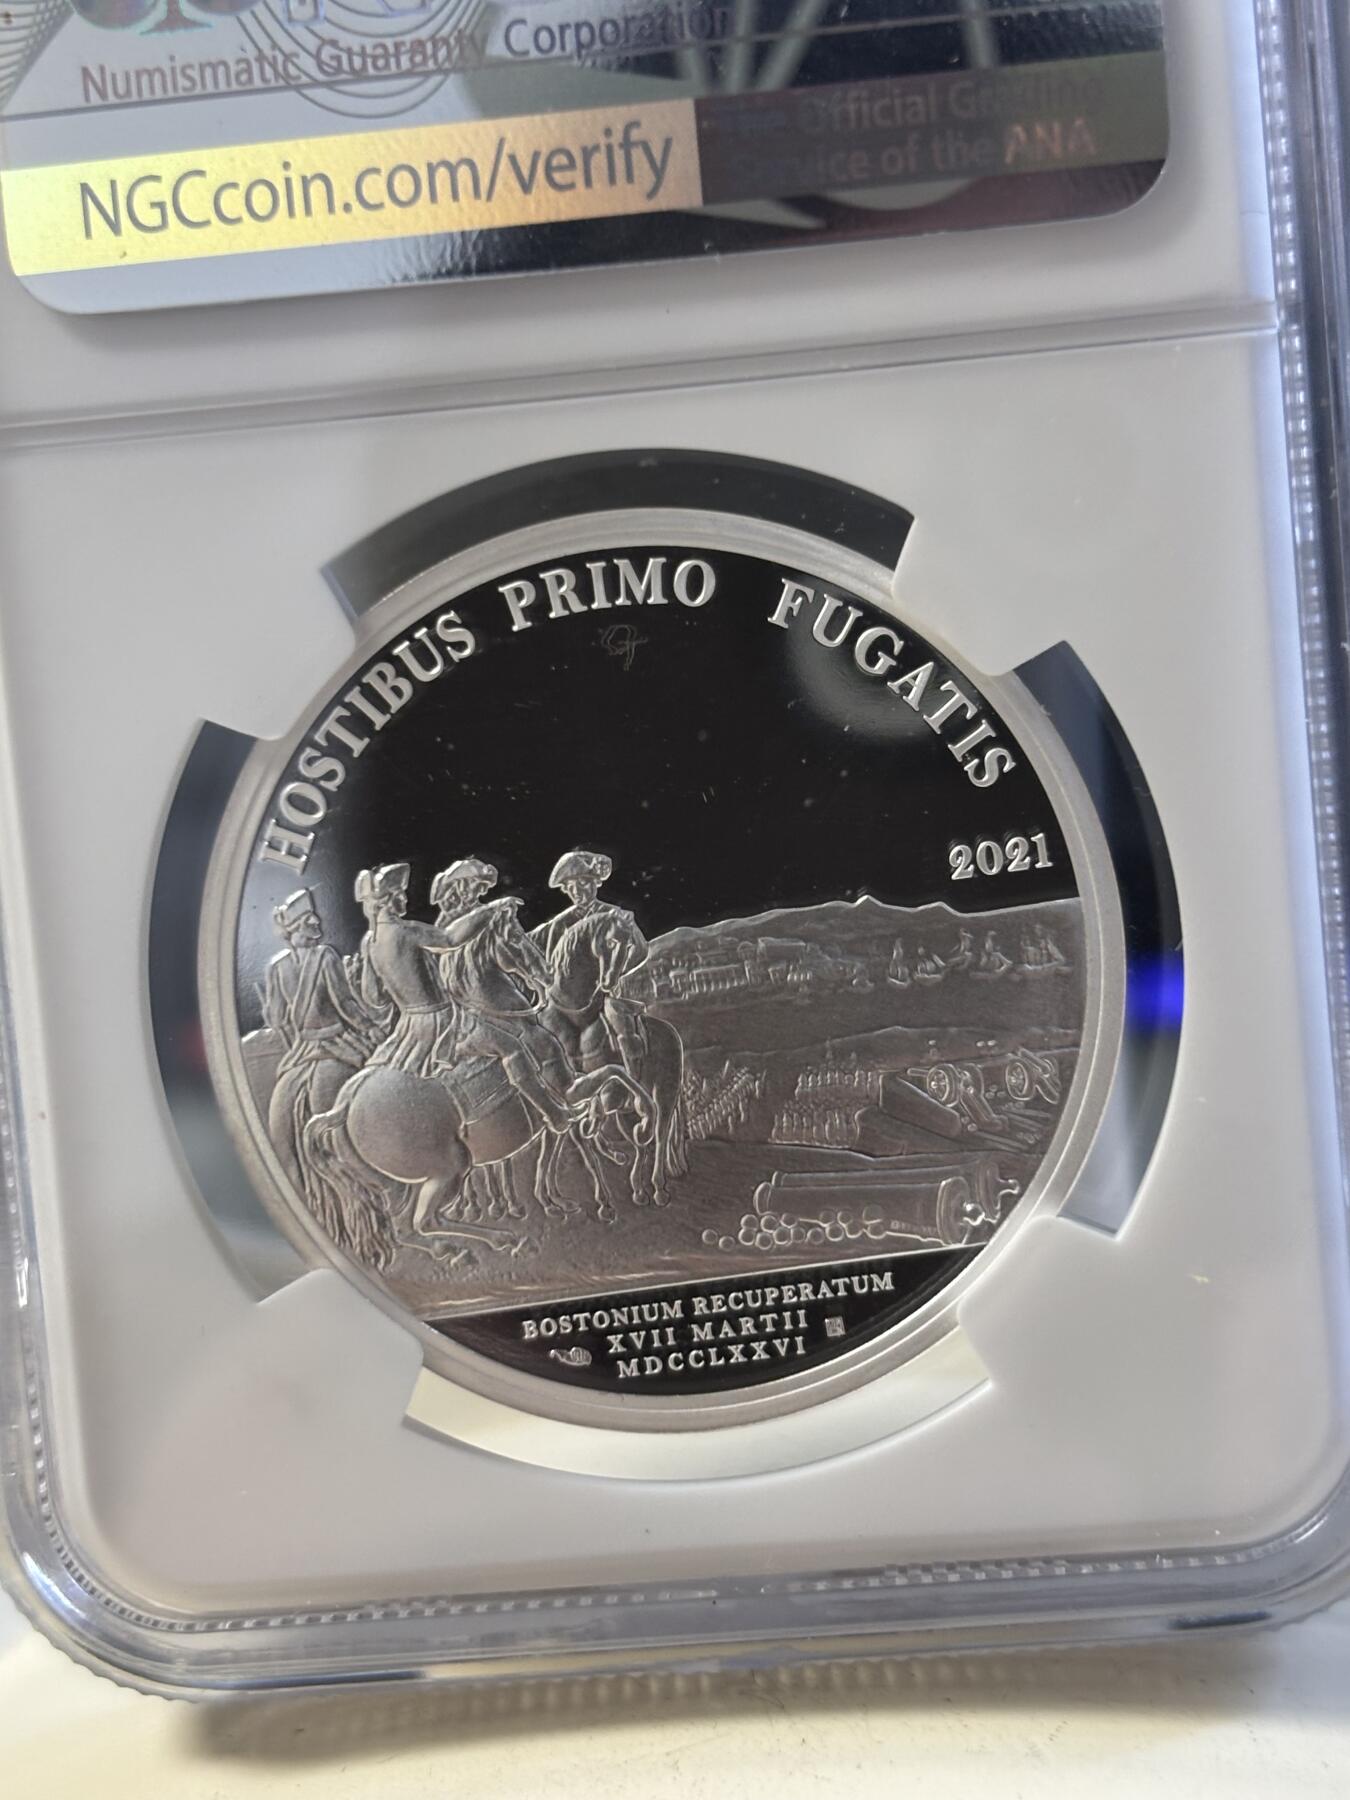 Numismatic Guaranty Corporation
NGCcoin.com/verify
The Official Grading
Service of the ANA
HOSTIBUS PRIMO FUGATIS
2021
BOSTONIUM RECUPERATUM
XVII MARTII
MDCCLXXVI